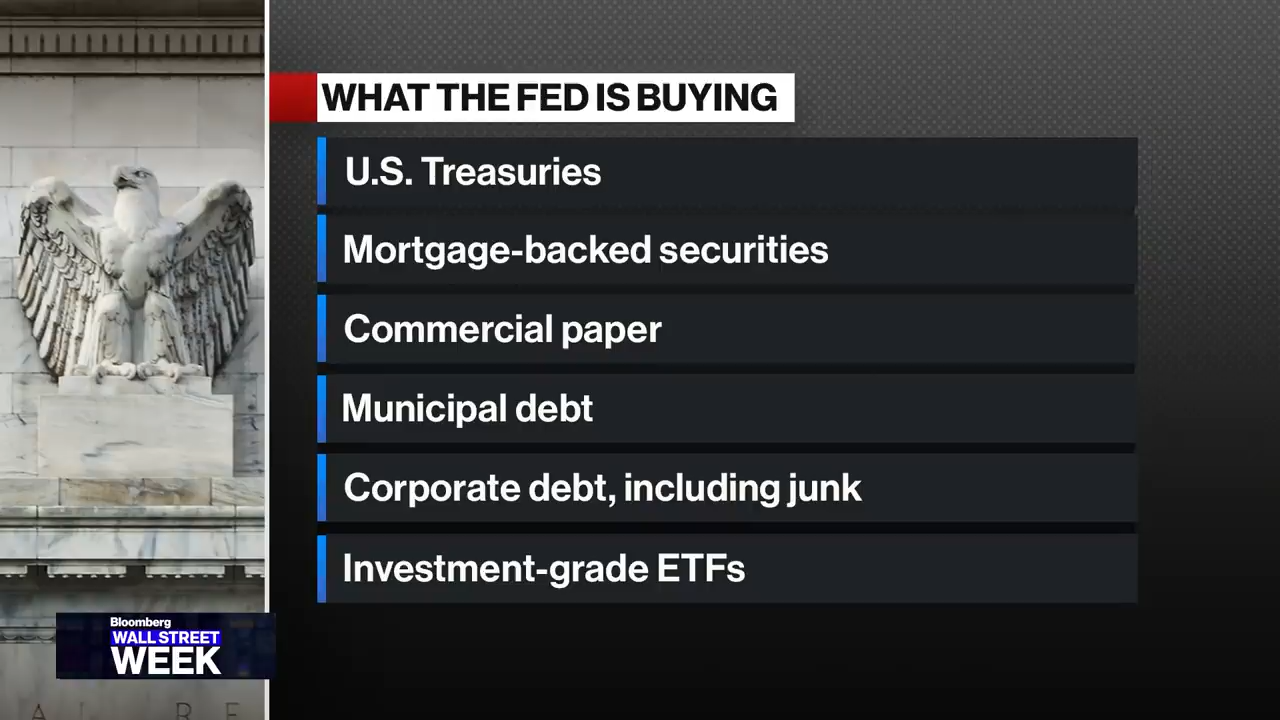 WHAT THE FED IS BUYING
U.S. Treasuries
Mortgage-backed securities
Commercial paper
Municipal debt
Corporate debt, including junk
Investment-grade ETFs
Bloomberg
WALL STREET
WEEK
A L R E